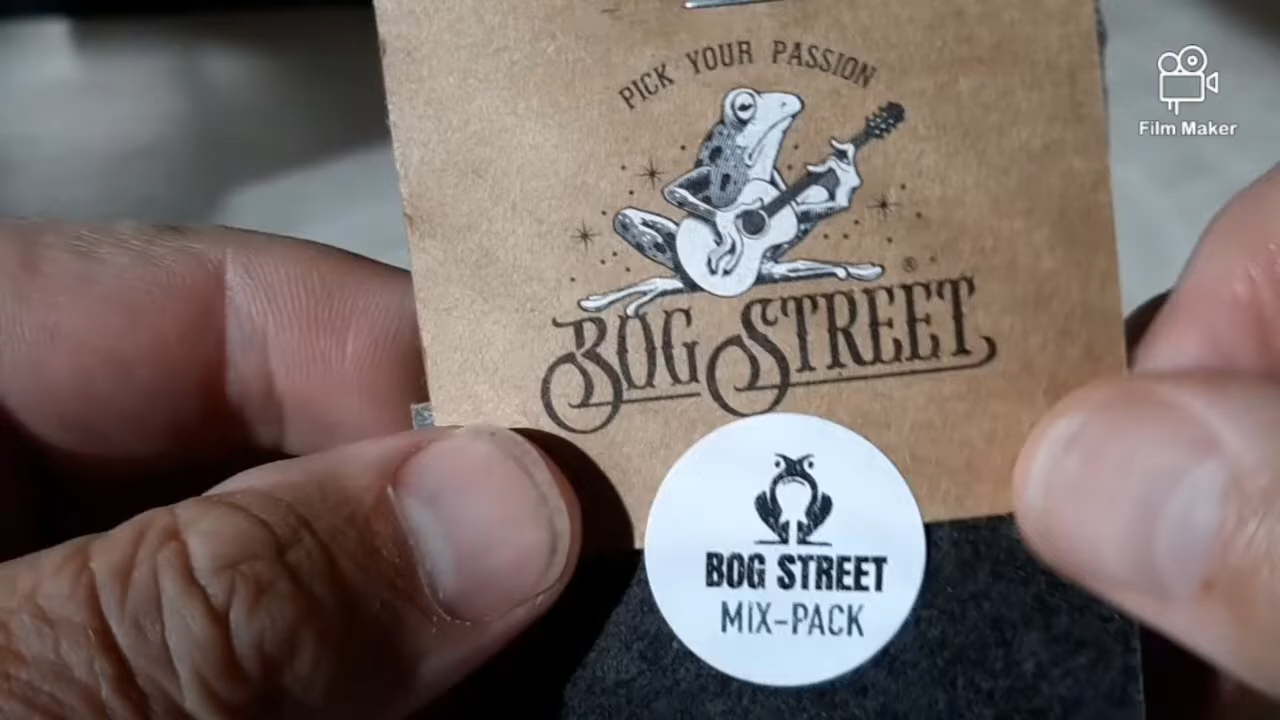 PICK YOUR PASSION
Film Maker
BOG STREET®
BOG STREET
MIX-PACK